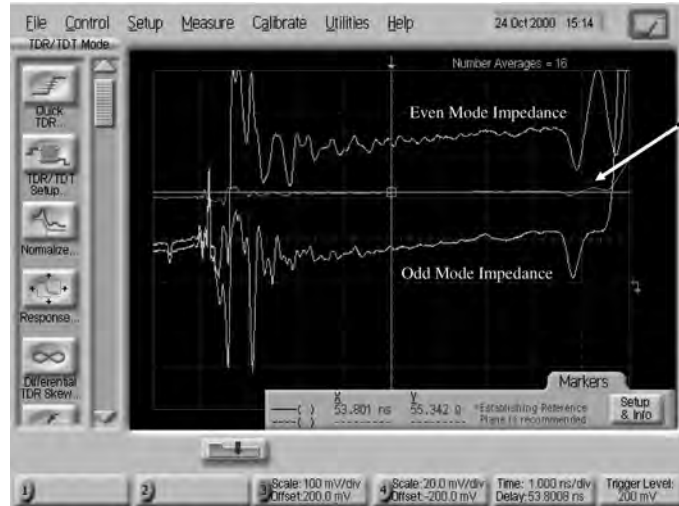 File Control Setup Measure Calibrate Utilities Help 24 Oct 2000 15:14
TDR/TDT Mode
Number Averages = 16
Quick
TDR...
Even Mode Impedance
TDR/TDT
Setup...
Normalize...
Odd Mode Impedance
Response...
Differential
TDR Skew...
Markers
X Y
——( ) 53.801 ns 55.342 Ω *Establishing Reference
----( ) -------- -------- Plane is recommended
Setup
& Info
1) 2) 3) Scale: 100 mV/div 4) Scale: 20.0 mV/div Time: 1.000 ns/div Trigger Level:
Offset: 200.0 mV Offset: -200.0 mV Delay: 53.8008 ns 200 mV